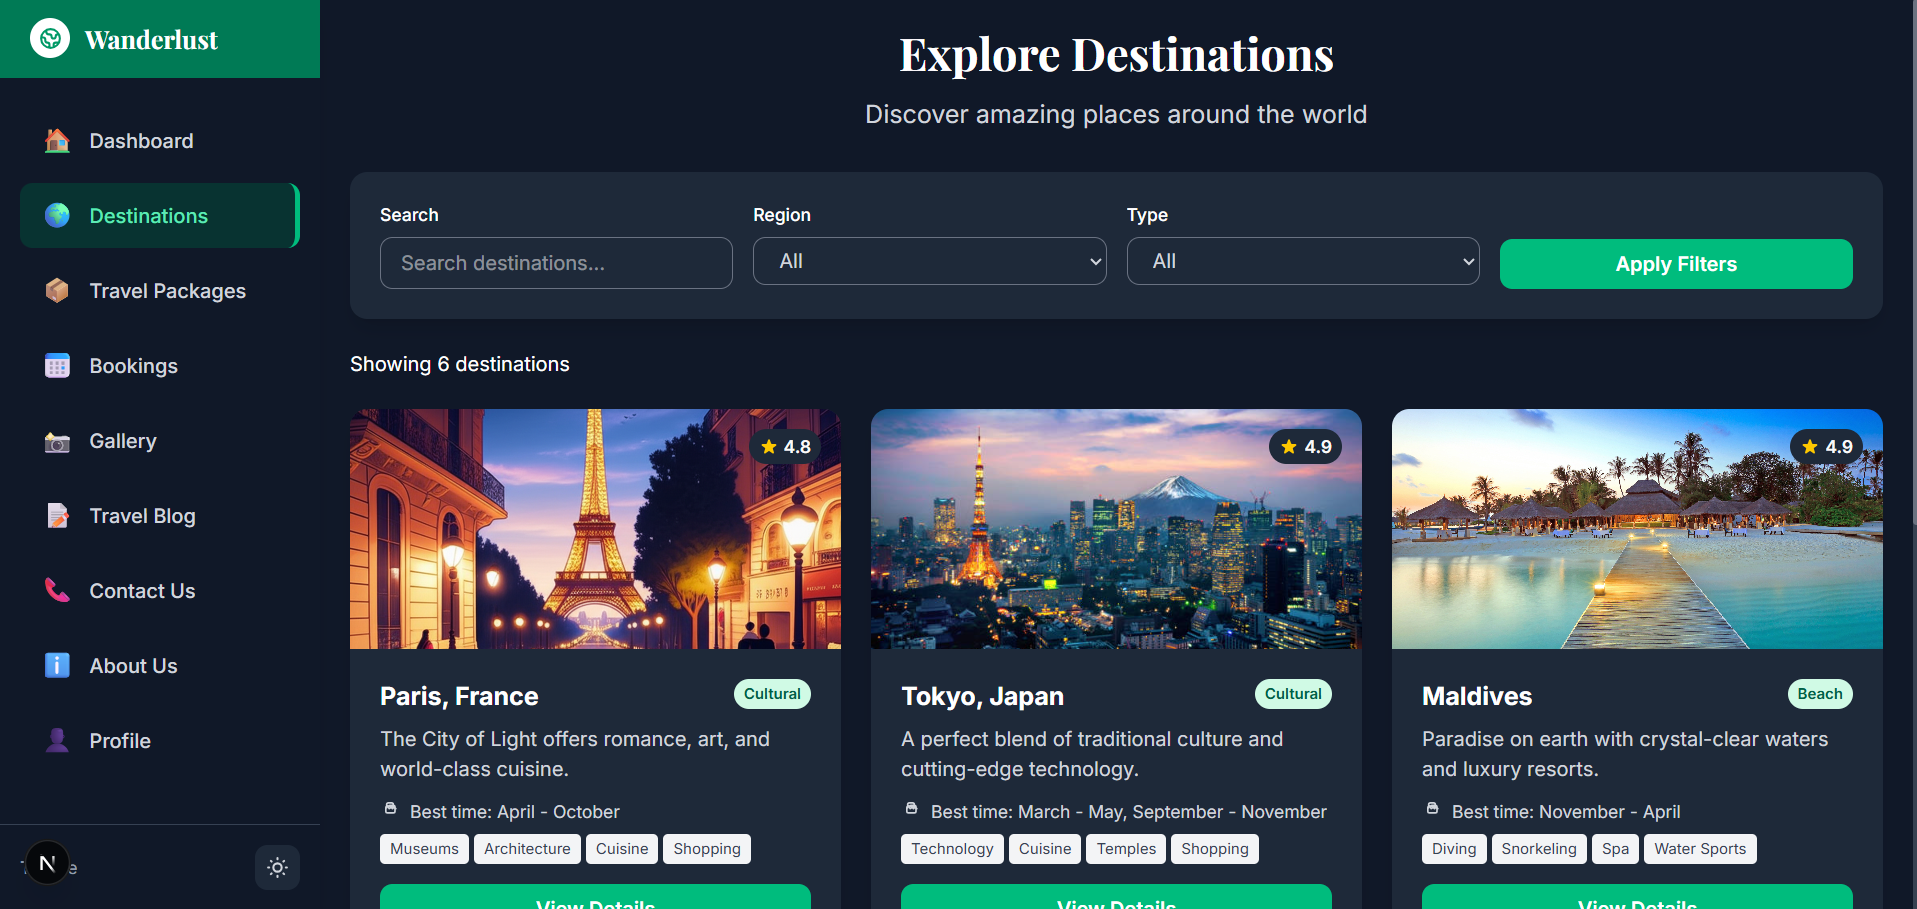 Wanderlust
Dashboard
Destinations
Travel Packages
Bookings
Gallery
Travel Blog
Contact Us
About Us
Profile
N
Explore Destinations
Discover amazing places around the world
Search
Region
Type
Search destinations...
All
All
Apply Filters
Showing 6 destinations
4.8
Paris, France
Cultural
The City of Light offers romance, art, and
world-class cuisine.
Best time: April - October
Museums Architecture Cuisine Shopping
View Details
4.9
Tokyo, Japan
Cultural
A perfect blend of traditional culture and
cutting-edge technology.
Best time: March - May, September - November
Technology Cuisine Temples Shopping
View Details
4.9
Maldives
Beach
Paradise on earth with crystal-clear waters
and luxury resorts.
Best time: November - April
Diving Snorkeling Spa Water Sports
View Details